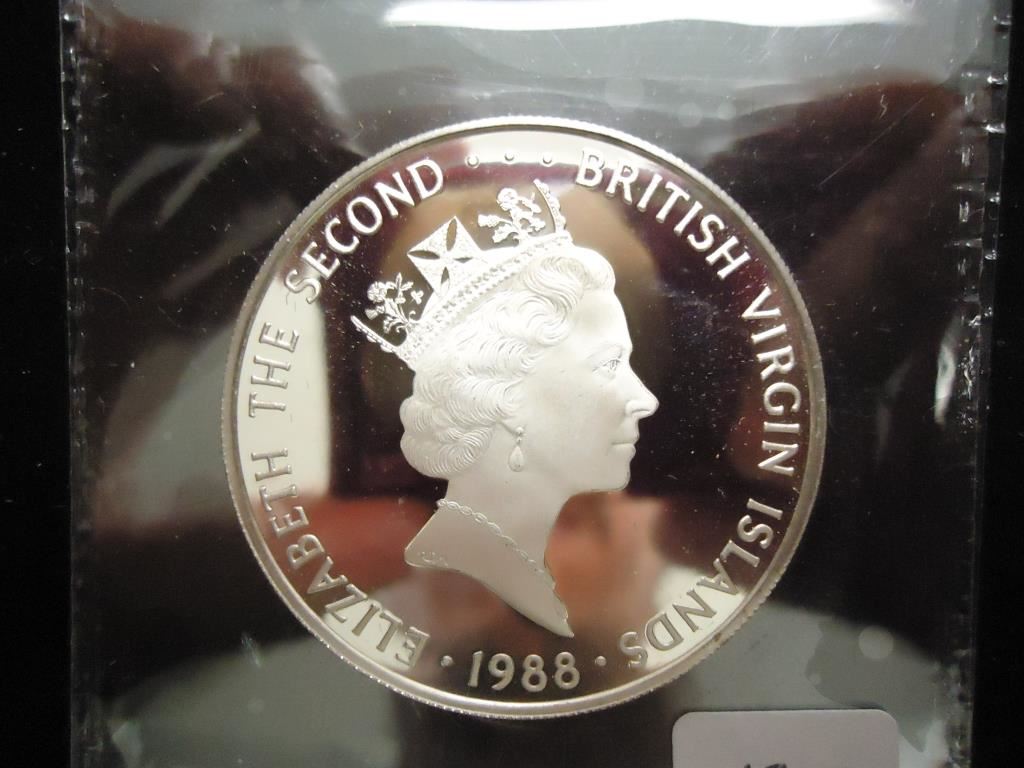 ELIZABETH THE SECOND · · · BRITISH VIRGIN ISLANDS
· 1988 ·